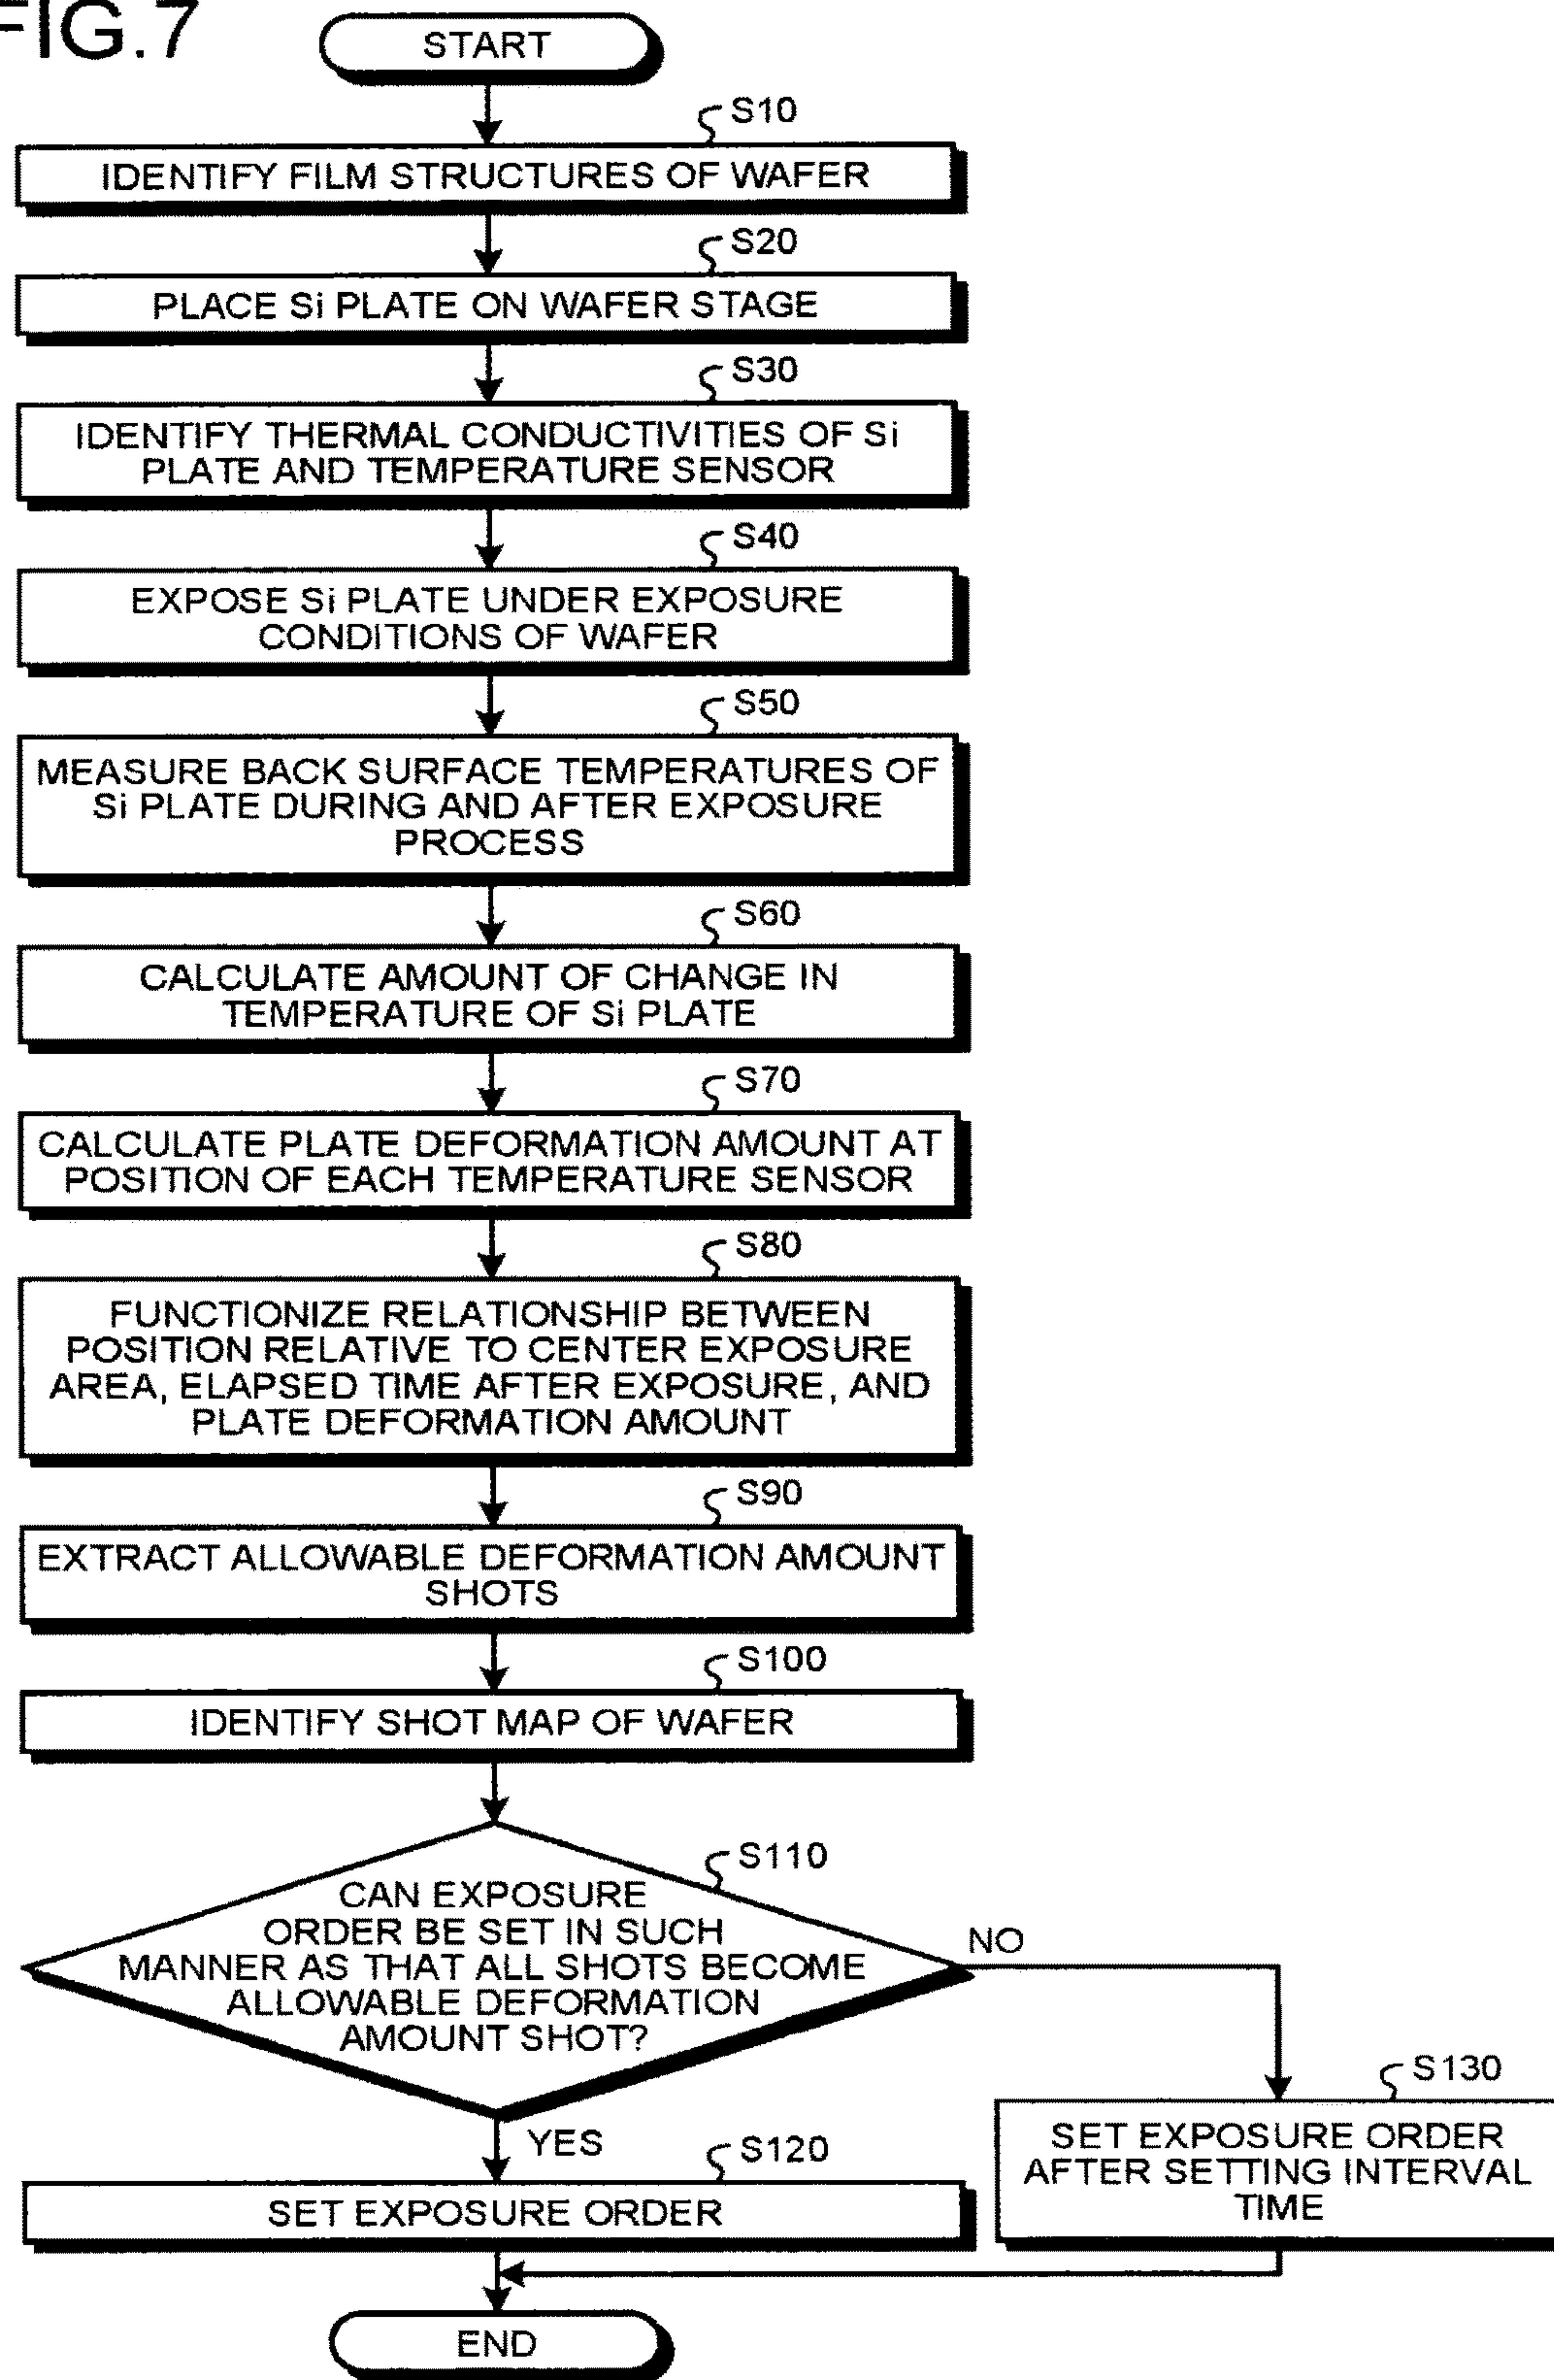 FIG.7
START
S10
IDENTIFY FILM STRUCTURES OF WAFER
S20
PLACE Si PLATE ON WAFER STAGE
S30
IDENTIFY THERMAL CONDUCTIVITIES OF Si
PLATE AND TEMPERATURE SENSOR
S40
EXPOSE Si PLATE UNDER EXPOSURE
CONDITIONS OF WAFER
S50
MEASURE BACK SURFACE TEMPERATURES OF
Si PLATE DURING AND AFTER EXPOSURE
PROCESS
S60
CALCULATE AMOUNT OF CHANGE IN
TEMPERATURE OF Si PLATE
S70
CALCULATE PLATE DEFORMATION AMOUNT AT
POSITION OF EACH TEMPERATURE SENSOR
S80
FUNCTIONIZE RELATIONSHIP BETWEEN
POSITION RELATIVE TO CENTER EXPOSURE
AREA, ELAPSED TIME AFTER EXPOSURE, AND
PLATE DEFORMATION AMOUNT
S90
EXTRACT ALLOWABLE DEFORMATION AMOUNT
SHOTS
S100
IDENTIFY SHOT MAP OF WAFER
S110
CAN EXPOSURE
ORDER BE SET IN SUCH
MANNER AS THAT ALL SHOTS BECOME
ALLOWABLE DEFORMATION
AMOUNT SHOT?
NO
YES
S120
SET EXPOSURE ORDER
S130
SET EXPOSURE ORDER
AFTER SETTING INTERVAL
TIME
END